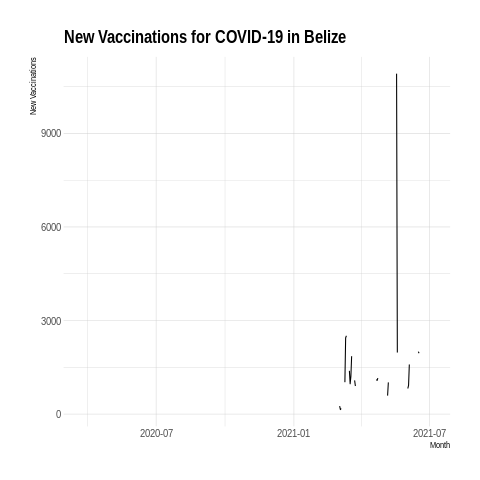 New Vaccinations for COVID-19 in Belize
New Vaccinations
9000
6000
3000
0
2020-07 2021-01 2021-07
Month